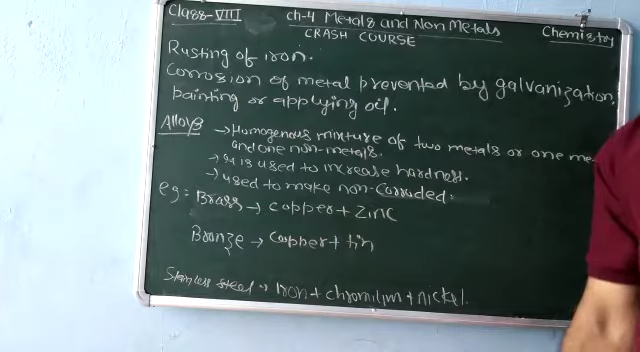 Class-VIII
Ch-4 Metals and Non Metals
Chemistry
CRASH COURSE
Rusting of iron.
Corrosion of metal prevented by galvanization,
painting or applying oil.
Alloys → Homogenous mixture of two metals or one me
and one non-metals.
→ It is used to increase hardness.
→ used to make non-Corroded:
eg:- Brass → Copper + Zinc
Bronze → Copper + tin
Stainless steel → Iron + chromium + nickel.